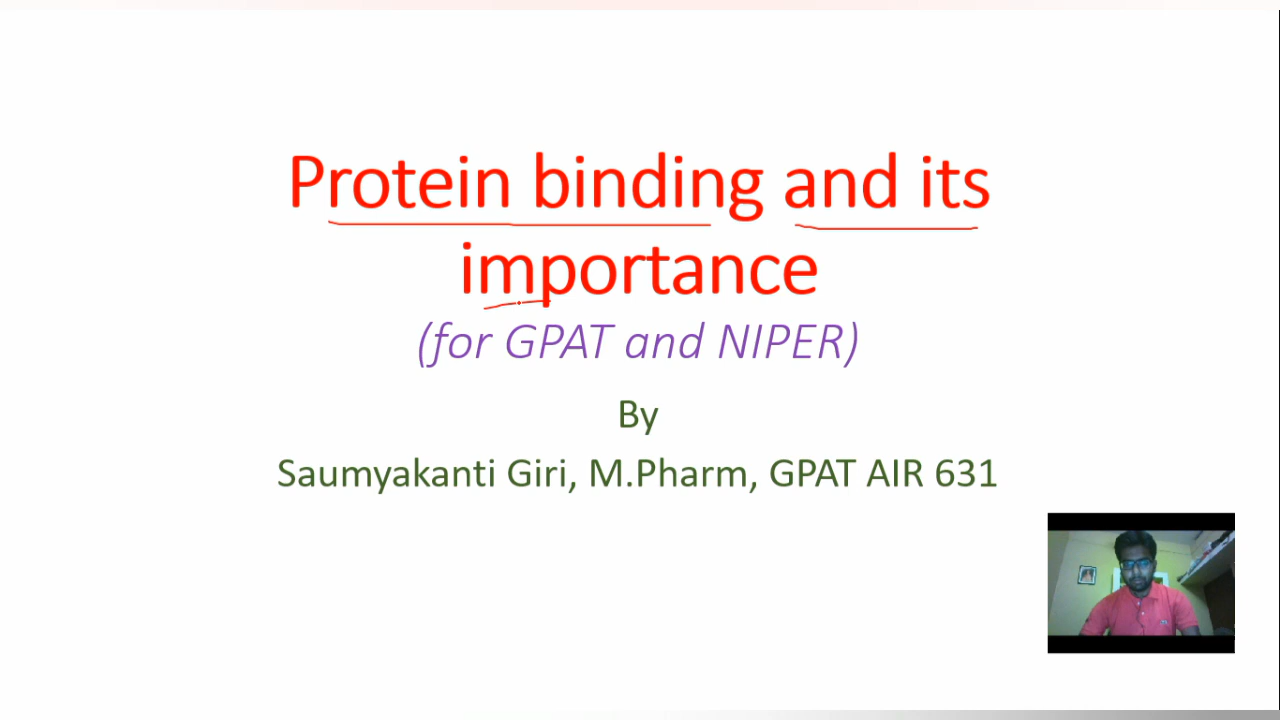 Protein binding and its
importance
(for GPAT and NIPER)
By
Saumyakanti Giri, M.Pharm, GPAT AIR 631